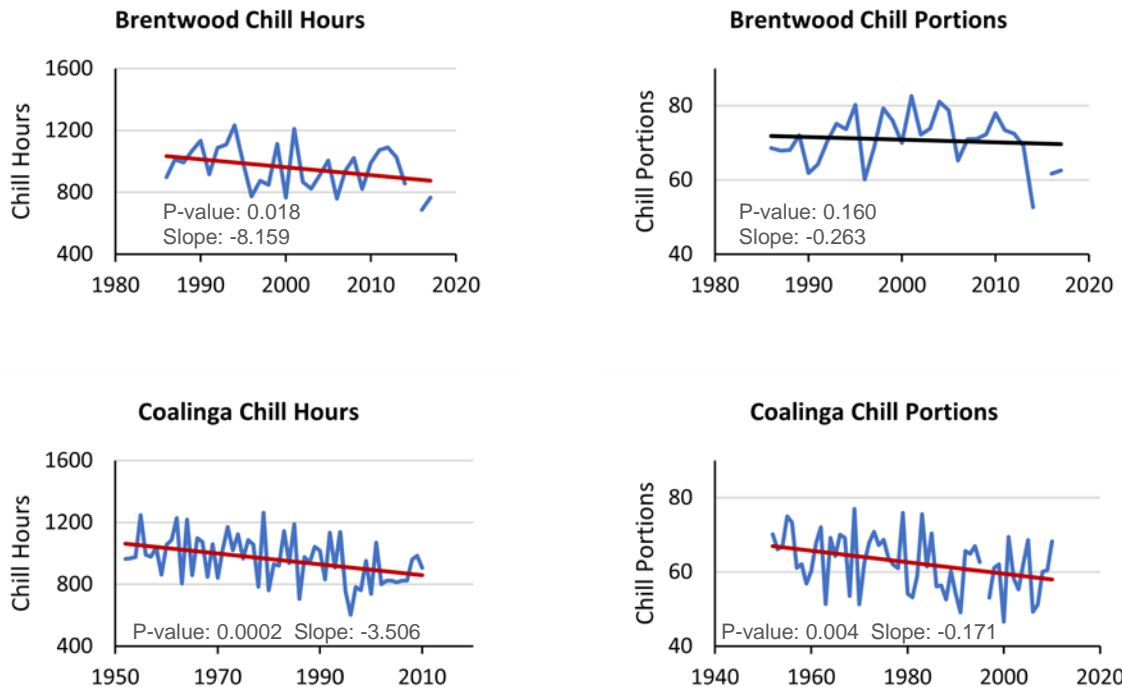 Brentwood Chill Hours
Chill Hours
1600
1200
800
400
P-value: 0.018
Slope: -8.159
1980 1990 2000 2010 2020
Brentwood Chill Portions
Chill Portions
80
60
40
P-value: 0.160
Slope: -0.263
1980 1990 2000 2010 2020
Coalinga Chill Hours
Chill Hours
1600
1200
800
400
P-value: 0.0002 Slope: -3.506
1950 1970 1990 2010
Coalinga Chill Portions
Chill Portions
80
60
40
P-value: 0.004 Slope: -0.171
1940 1960 1980 2000 2020